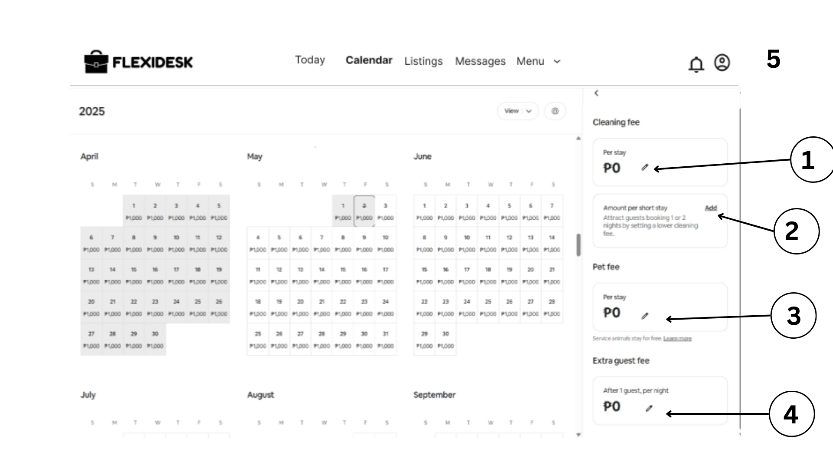 FLEXIDESK
Today Calendar Listings Messages Menu
5
2025
View
April
S M T W T F S
1 2 3 4 5
₱1,000 ₱1,000 ₱1,000 ₱1,000 ₱1,000
6 7 8 9 10 11 12
₱1,000 ₱1,000 ₱1,000 ₱1,000 ₱1,000 ₱1,000 ₱1,000
13 14 15 16 17 18 19
₱1,000 ₱1,000 ₱1,000 ₱1,000 ₱1,000 ₱1,000 ₱1,000
20 21 22 23 24 25 26
₱1,000 ₱1,000 ₱1,000 ₱1,000 ₱1,000 ₱1,000 ₱1,000
27 28 29 30
₱1,000 ₱1,000 ₱1,000 ₱1,000
May
S M T W T F S
1 2 3
₱1,000 ₱1,000 ₱1,000
4 5 6 7 8 9 10
₱1,000 ₱1,000 ₱1,000 ₱1,000 ₱1,000 ₱1,000 ₱1,000
11 12 13 14 15 16 17
₱1,000 ₱1,000 ₱1,000 ₱1,000 ₱1,000 ₱1,000 ₱1,000
18 19 20 21 22 23 24
₱1,000 ₱1,000 ₱1,000 ₱1,000 ₱1,000 ₱1,000 ₱1,000
25 26 27 28 29 30 31
₱1,000 ₱1,000 ₱1,000 ₱1,000 ₱1,000 ₱1,000 ₱1,000
June
S M T W T F S
1 2 3 4 5 6 7
₱1,000 ₱1,000 ₱1,000 ₱1,000 ₱1,000 ₱1,000 ₱1,000
8 9 10 11 12 13 14
₱1,000 ₱1,000 ₱1,000 ₱1,000 ₱1,000 ₱1,000 ₱1,000
15 16 17 18 19 20 21
₱1,000 ₱1,000 ₱1,000 ₱1,000 ₱1,000 ₱1,000 ₱1,000
22 23 24 25 26 27 28
₱1,000 ₱1,000 ₱1,000 ₱1,000 ₱1,000 ₱1,000 ₱1,000
29 30
₱1,000 ₱1,000
July
S M T W T F S
August
S M T W T F S
September
S M T W T F S
Cleaning fee
Per stay
₱0
1
Amount per short stay Add
Attract guests booking 1 or 2
nights by setting a lower cleaning
fee.
2
Pet fee
Per stay
₱0
3
Service animals stay for free. Learn more
Extra guest fee
After 1 guest, per night
₱0
4